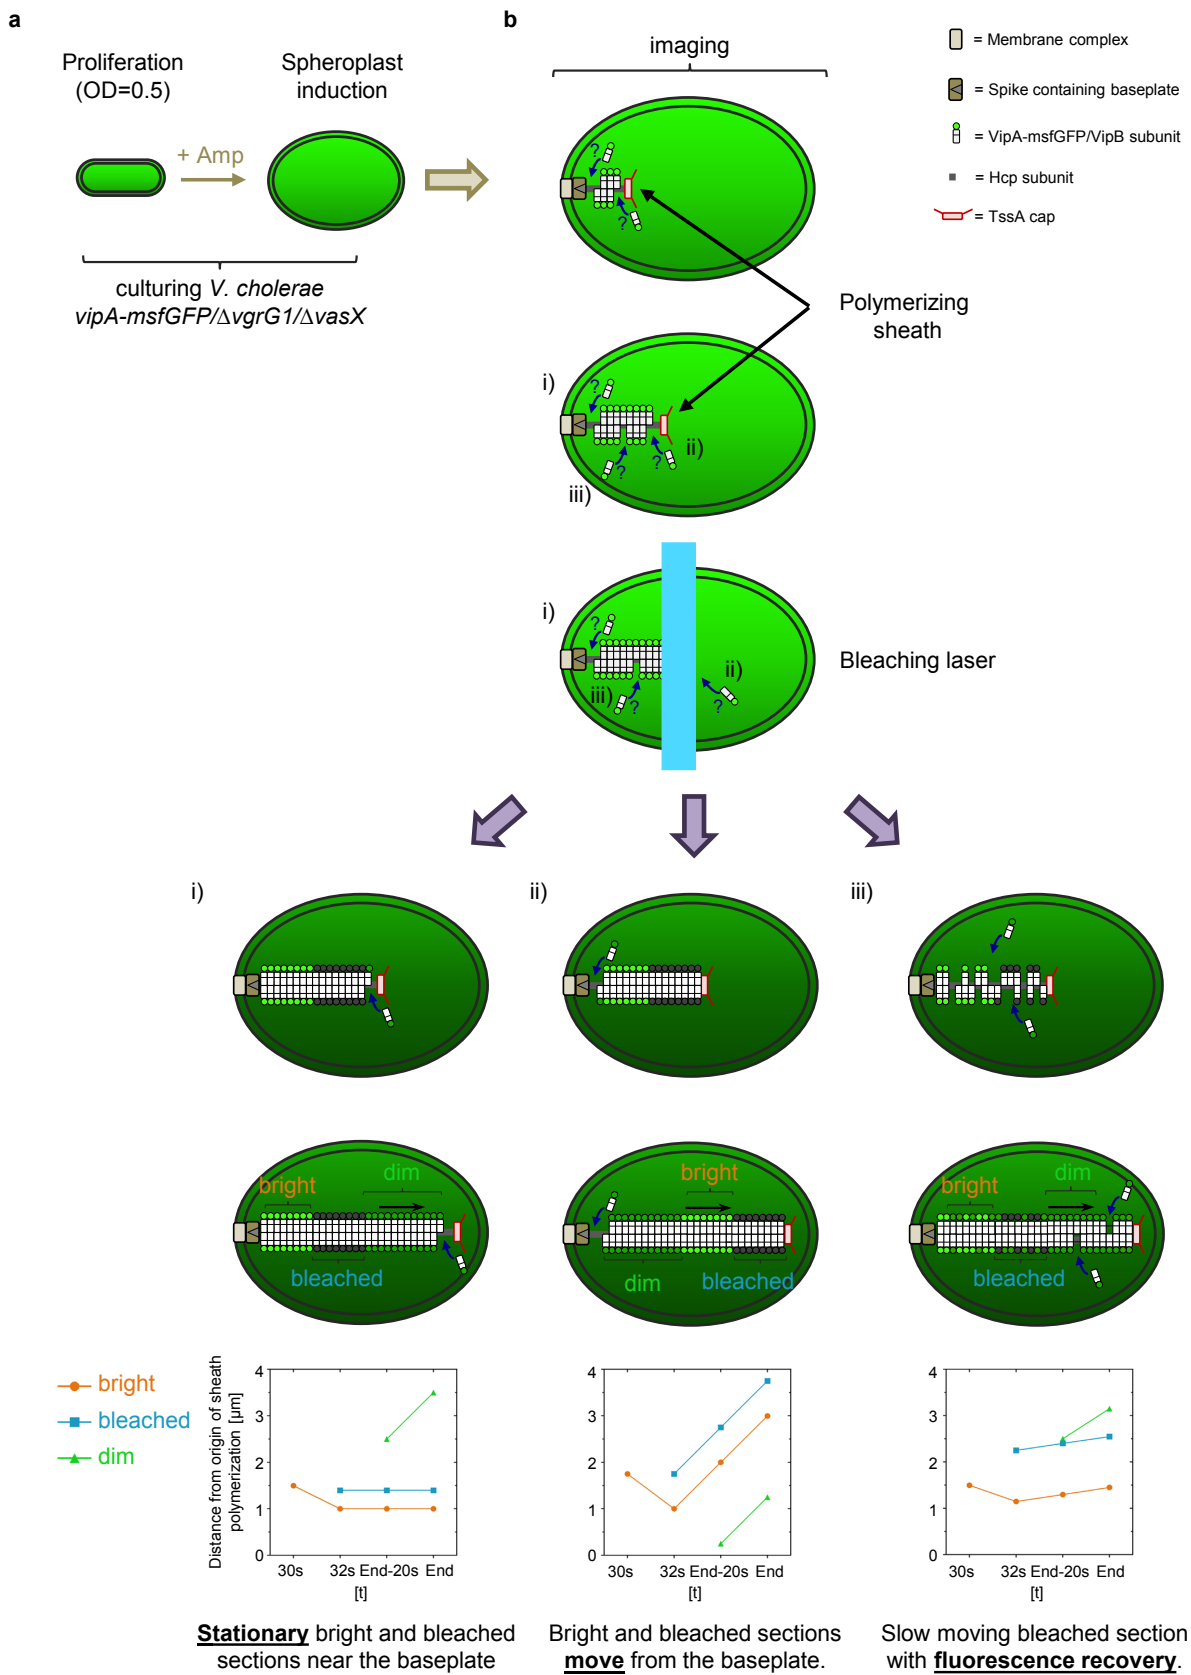 a
Proliferation
(OD=0.5)
Spheroplast
induction
+ Amp
culturing V. cholerae
vipA-msfGFP/ΔvgrG1/ΔvasX
b
imaging
= Membrane complex
= Spike containing baseplate
= VipA-msfGFP/VipB subunit
= Hcp subunit
= TssA cap
?
?
Polymerizing
sheath
i)
?
?
?
ii)
iii)
i)
?
ii)
iii)
?
?
Bleaching laser
i)
ii)
iii)
bright
dim
bleached
bright
dim
bleached
bright
dim
bleached
bright
bleached
dim
Distance from origin of sheath
polymerization [µm]
4
3
2
1
0
30s
32s
End-20s
End
[t]
4
3
2
1
0
30s
32s
End-20s
End
[t]
4
3
2
1
0
30s
32s
End-20s
End
[t]
Stationary bright and bleached
sections near the baseplate
Bright and bleached sections
move from the baseplate.
Slow moving bleached section
with fluorescence recovery.